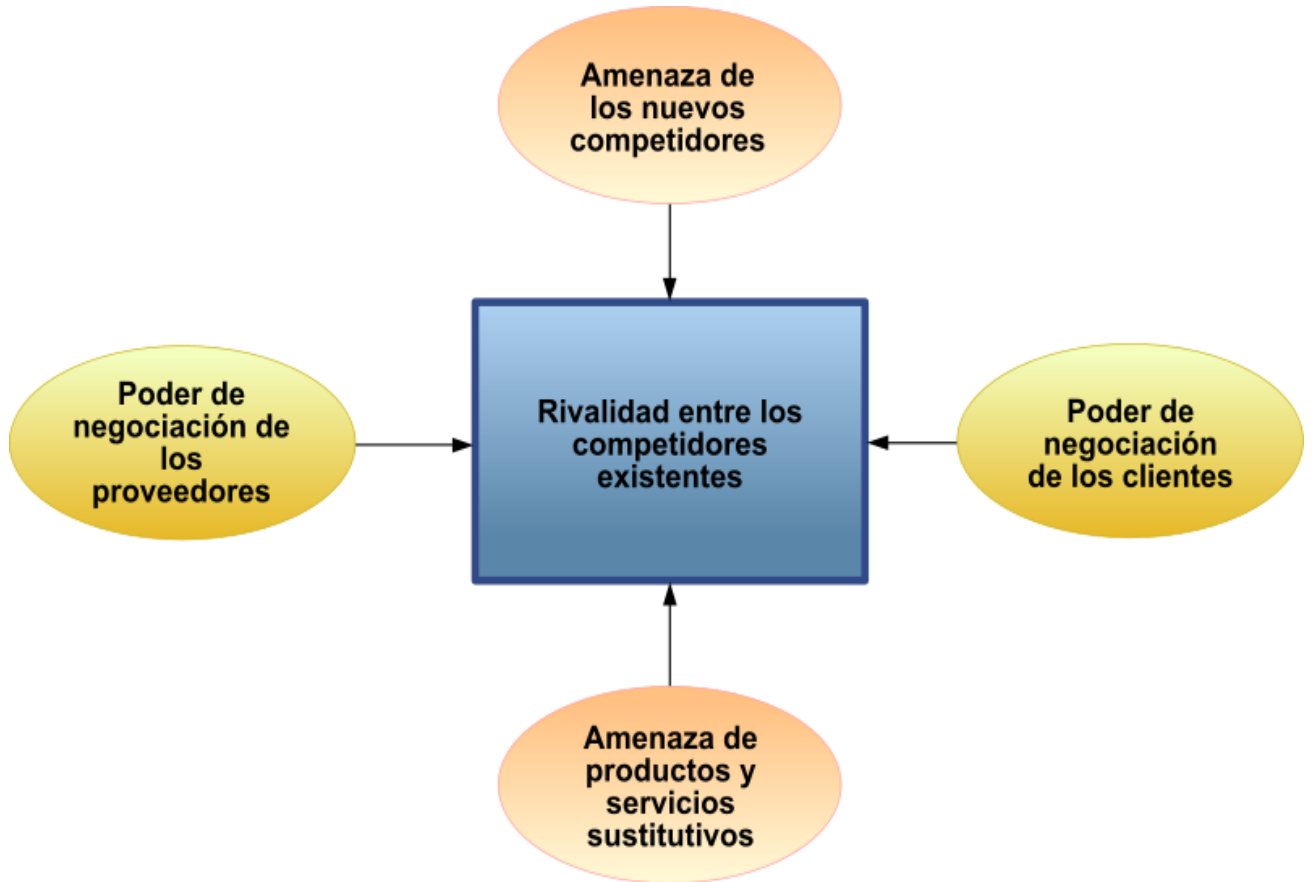 Amenaza de
los nuevos
competidores
Poder de
negociación de
los
proveedores
Rivalidad entre los
competidores
existentes
Poder de
negociación
de los clientes
Amenaza de
productos y
servicios
sustitutivos